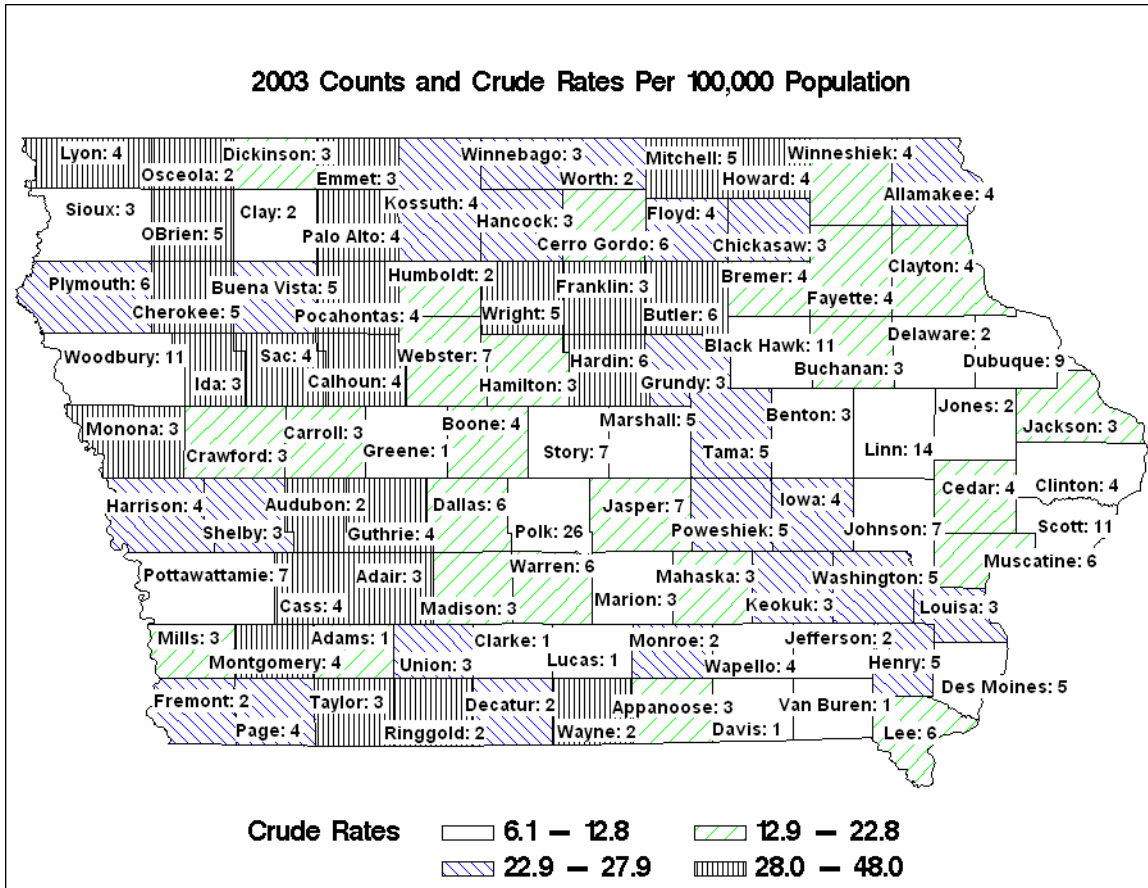 2003 Counts and Crude Rates Per 100,000 Population
Lyon: 4
Osceola: 2
Dickinson: 3
Emmet: 3
Winnebago: 3
Worth: 2
Mitchell: 5
Howard: 4
Winneshiek: 4
Allamakee: 4
Sioux: 3
OBrien: 5
Clay: 2
Palo Alto: 4
Kossuth: 4
Hancock: 3
Cerro Gordo: 6
Floyd: 4
Chickasaw: 3
Plymouth: 6
Cherokee: 5
Buena Vista: 5
Pocahontas: 4
Humboldt: 2
Wright: 5
Franklin: 3
Butler: 6
Bremer: 4
Fayette: 4
Clayton: 4
Woodbury: 11
Ida: 3
Sac: 4
Calhoun: 4
Webster: 7
Hamilton: 3
Hardin: 6
Grundy: 3
Black Hawk: 11
Buchanan: 3
Delaware: 2
Dubuque: 9
Monona: 3
Crawford: 3
Carroll: 3
Greene: 1
Boone: 4
Story: 7
Marshall: 5
Tama: 5
Benton: 3
Linn: 14
Jones: 2
Jackson: 3
Harrison: 4
Shelby: 3
Audubon: 2
Guthrie: 4
Dallas: 6
Polk: 26
Jasper: 7
Poweshiek: 5
Iowa: 4
Johnson: 7
Cedar: 4
Clinton: 4
Scott: 11
Muscatine: 6
Pottawattamie: 7
Cass: 4
Adair: 3
Madison: 3
Warren: 6
Marion: 3
Mahaska: 3
Keokuk: 3
Washington: 5
Louisa: 3
Mills: 3
Montgomery: 4
Adams: 1
Union: 3
Clarke: 1
Lucas: 1
Monroe: 2
Wapello: 4
Jefferson: 2
Henry: 5
Des Moines: 5
Fremont: 2
Page: 4
Taylor: 3
Ringgold: 2
Decatur: 2
Wayne: 2
Appanoose: 3
Davis: 1
Van Buren: 1
Lee: 6
Crude Rates 6.1 – 12.8 12.9 – 22.8
22.9 – 27.9 28.0 – 48.0